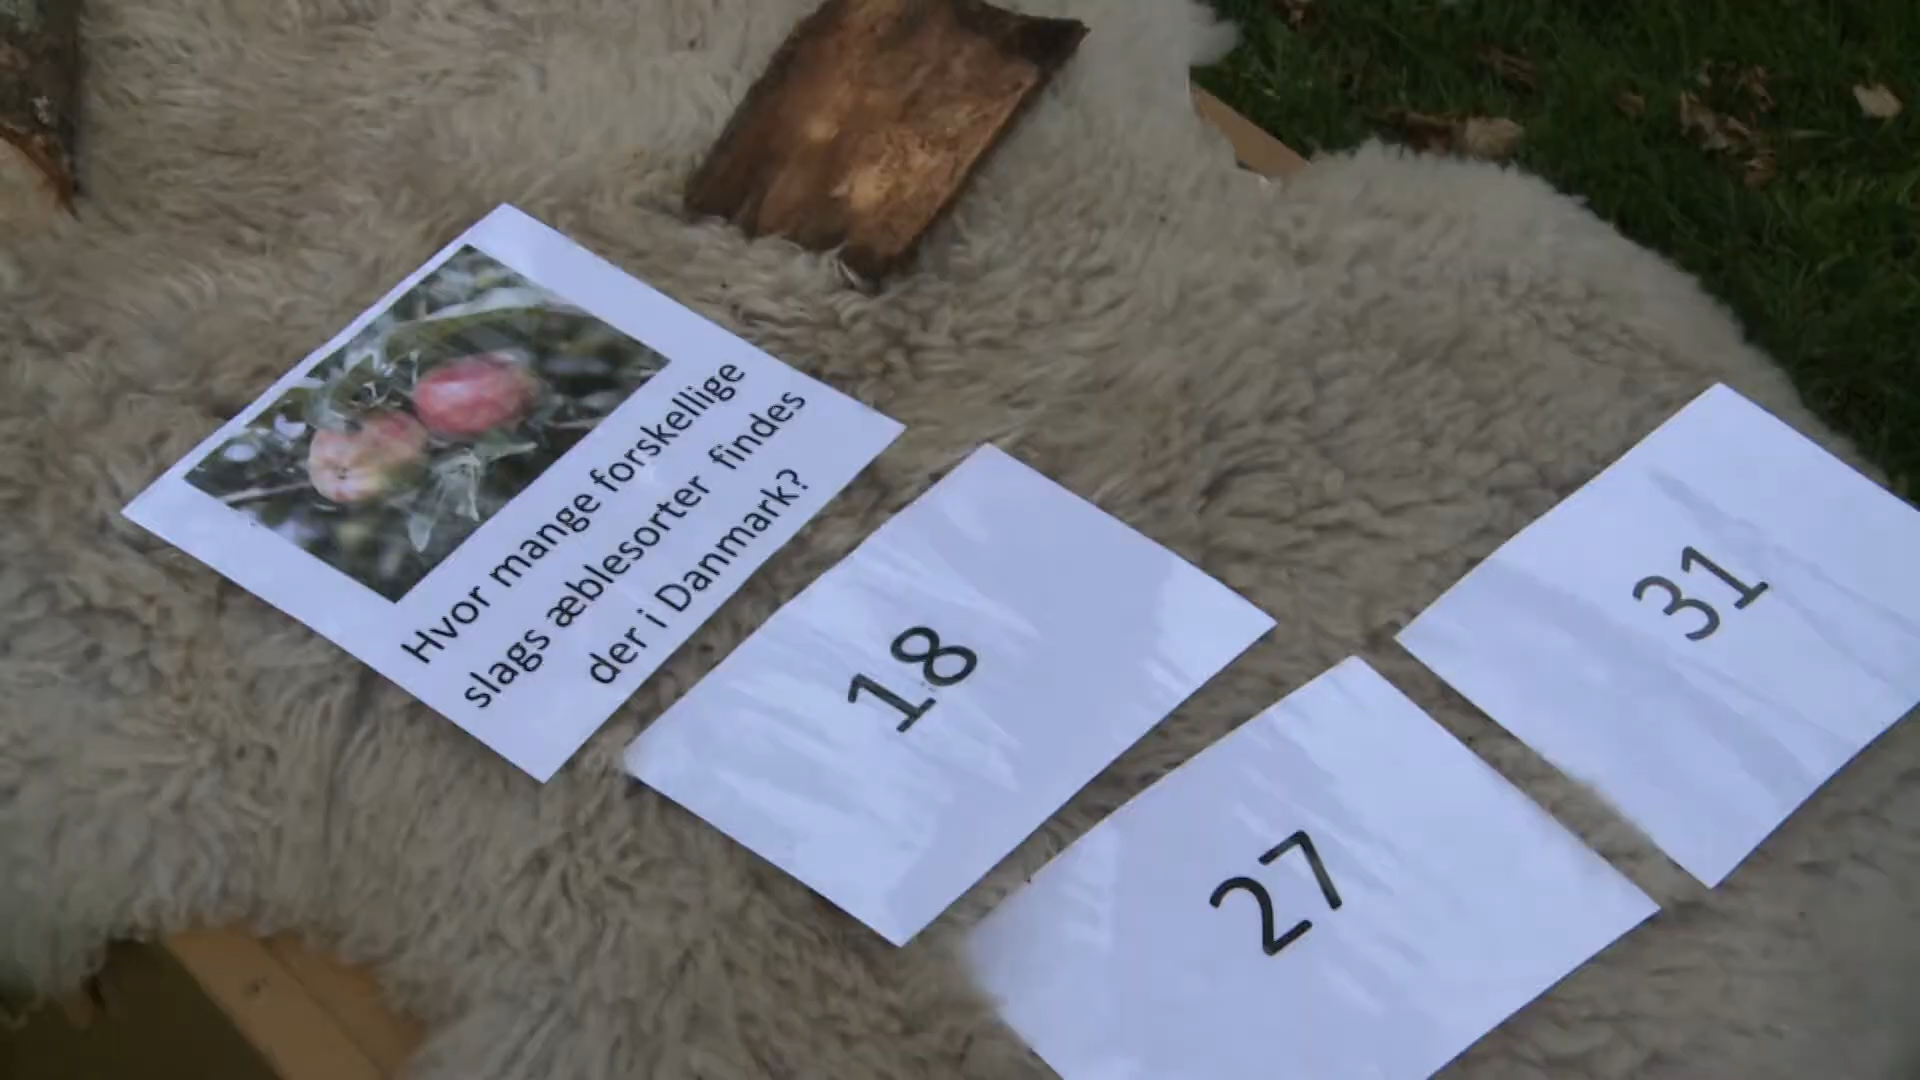 Hvor mange forskellige
slags æblesorter findes
der i Danmark?
18
27
31